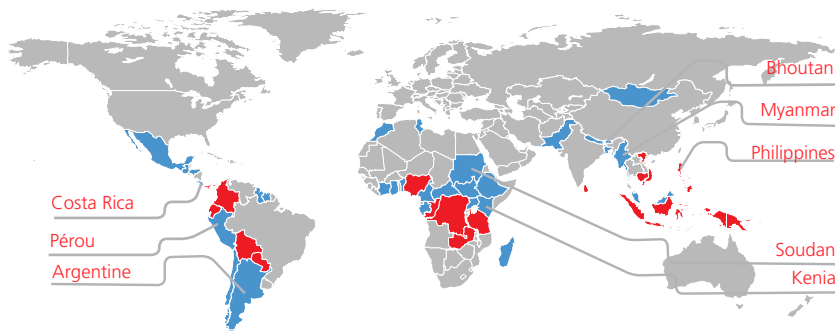 Bhoutan
Myanmar
Philippines
Costa Rica
Pérou
Argentine
Soudan
Kenia